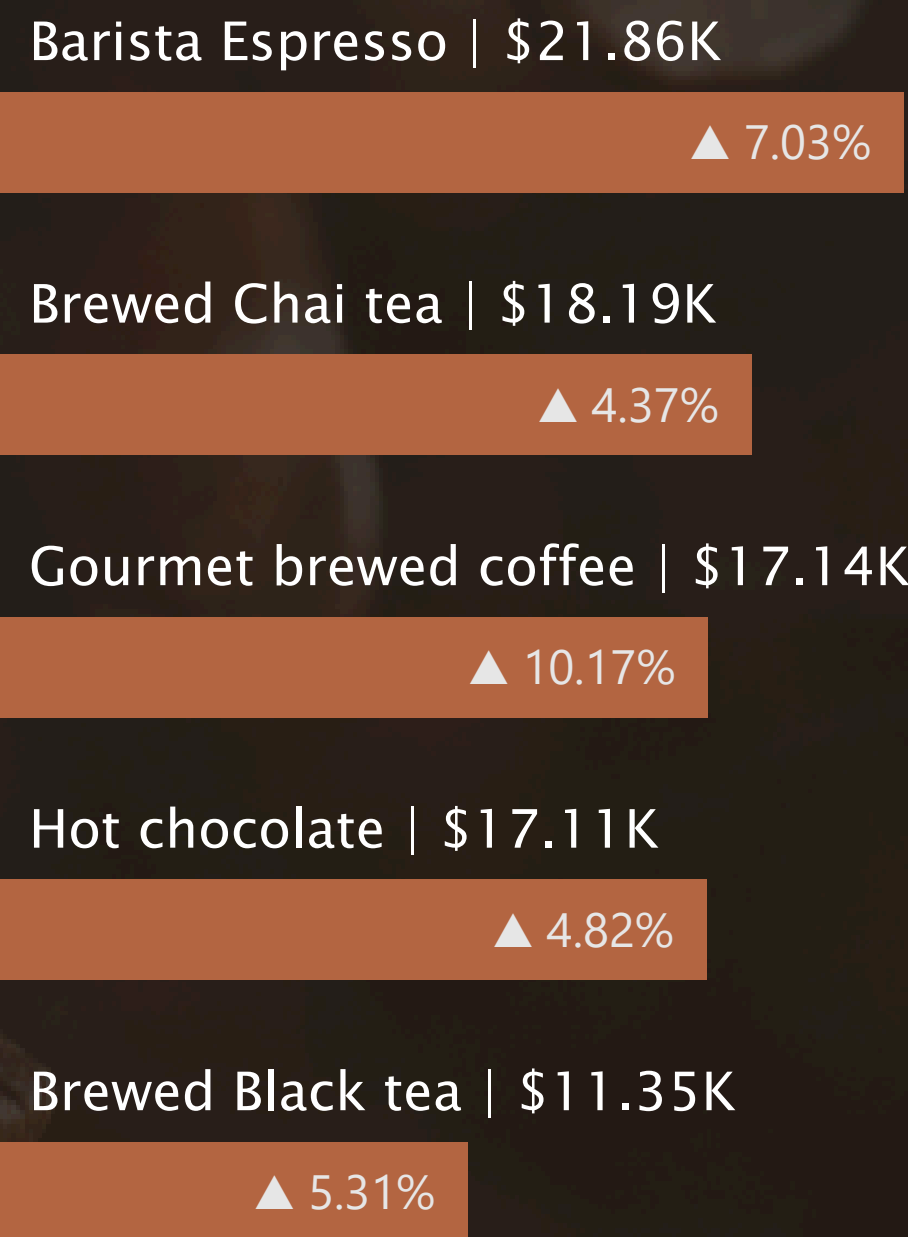 Barista Espresso | $21.86K
▲ 7.03%
Brewed Chai tea | $18.19K
▲ 4.37%
Gourmet brewed coffee | $17.14K
▲ 10.17%
Hot chocolate | $17.11K
▲ 4.82%
Brewed Black tea | $11.35K
▲ 5.31%